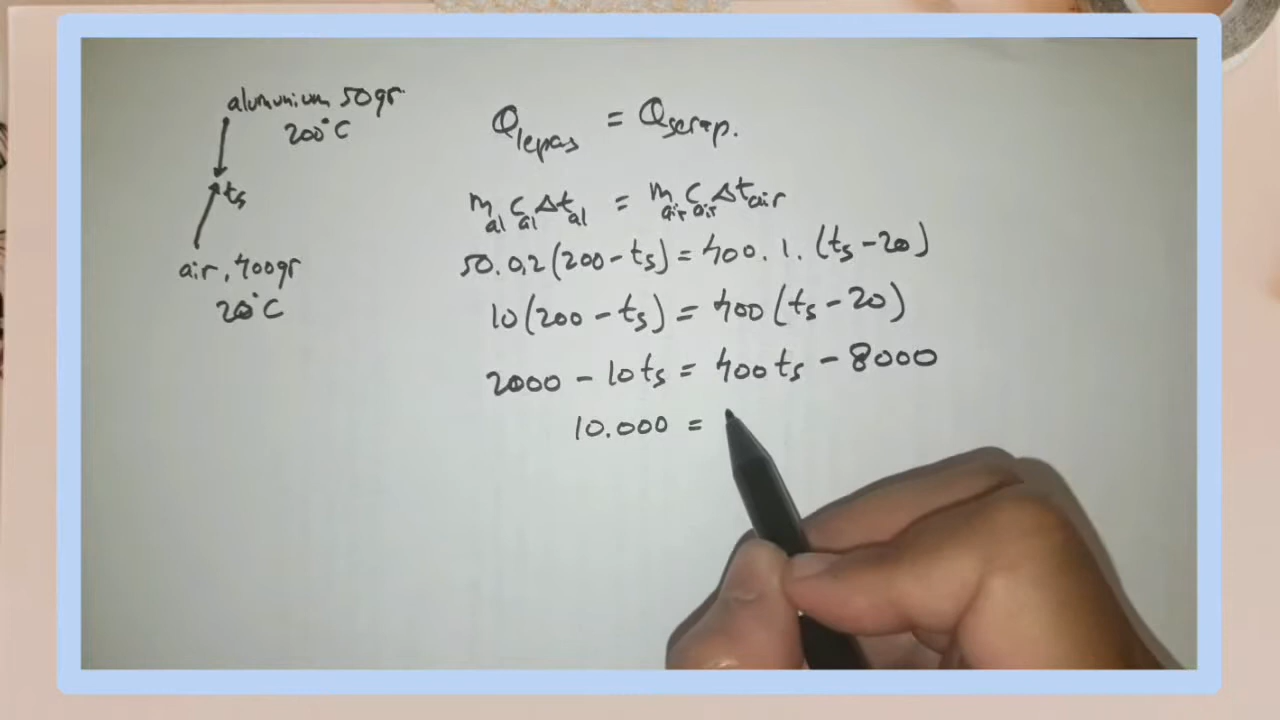 alumunium 50gr
200°C
ts
air, 400gr
20°C
Qlepas = Qserap.
mal cal Δtal = mair cair Δtair
50.0,2(200-ts) = 400.1.(ts-20)
10(200-ts) = 400(ts-20)
2000 - 10ts = 400ts - 8000
10.000 =